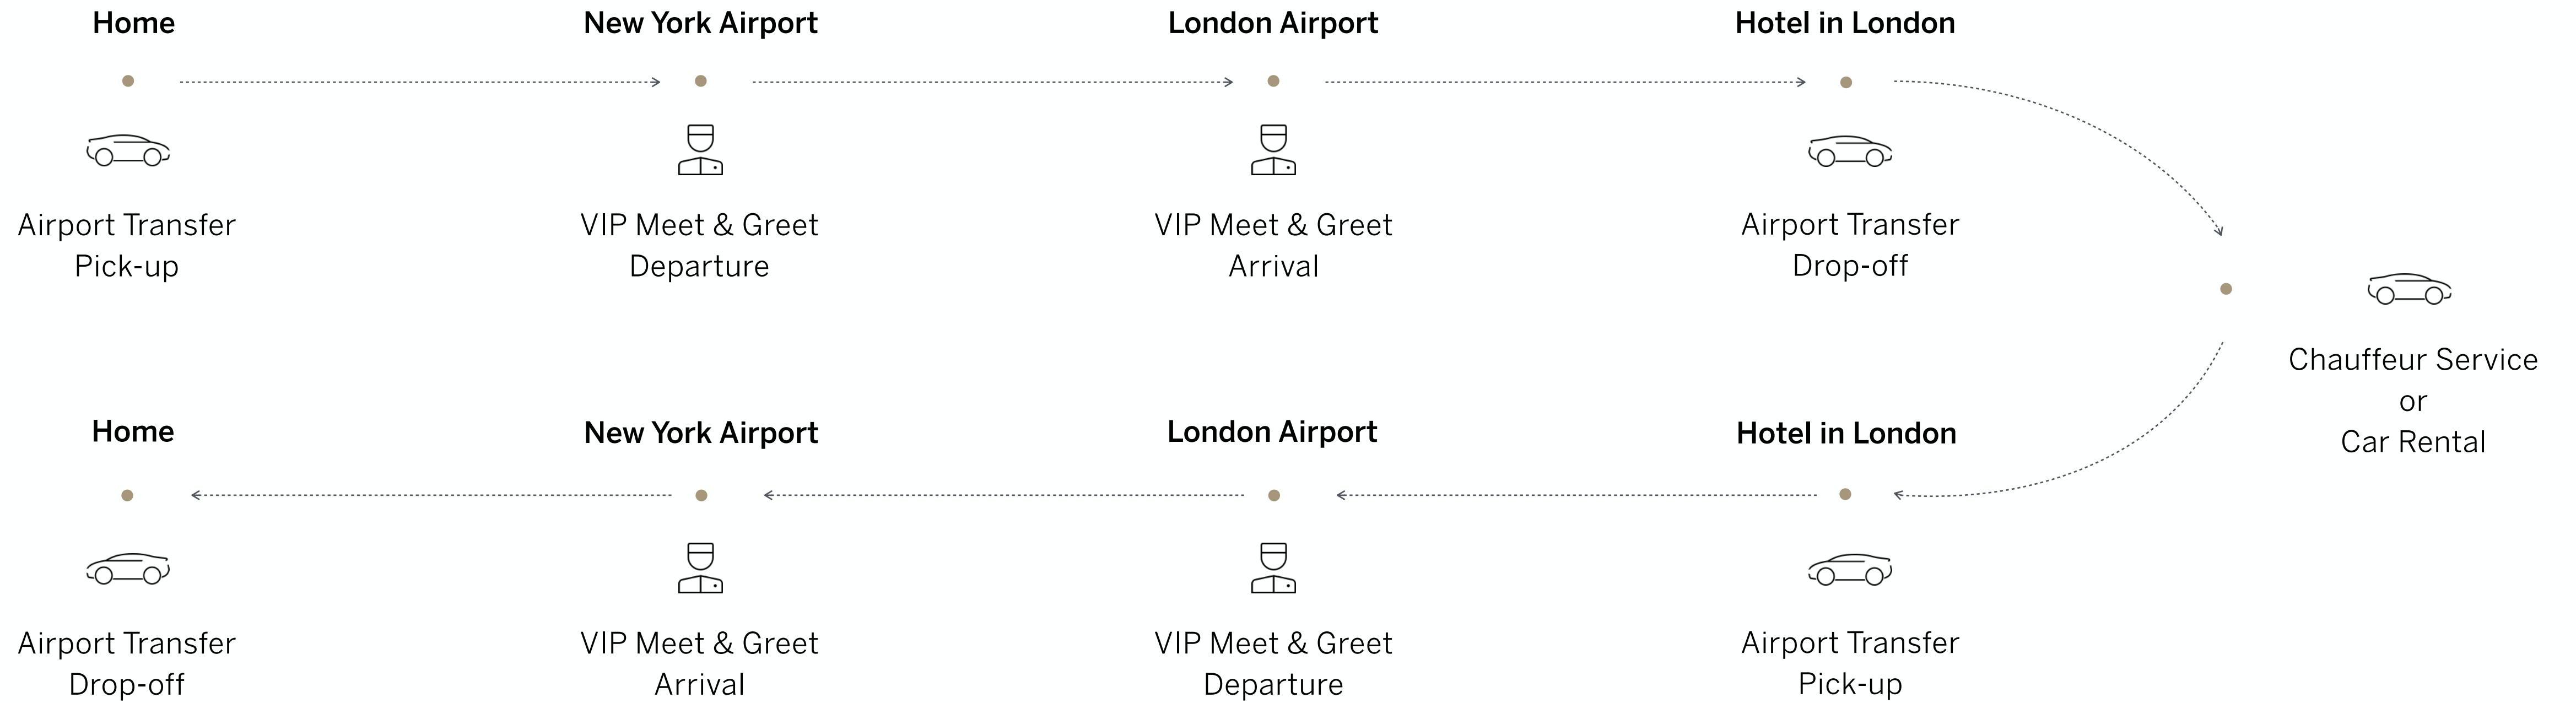 Home
New York Airport
London Airport
Hotel in London
Airport Transfer
Pick-up
VIP Meet & Greet
Departure
VIP Meet & Greet
Arrival
Airport Transfer
Drop-off
Chauffeur Service
or
Car Rental
Home
New York Airport
London Airport
Hotel in London
Airport Transfer
Drop-off
VIP Meet & Greet
Arrival
VIP Meet & Greet
Departure
Airport Transfer
Pick-up